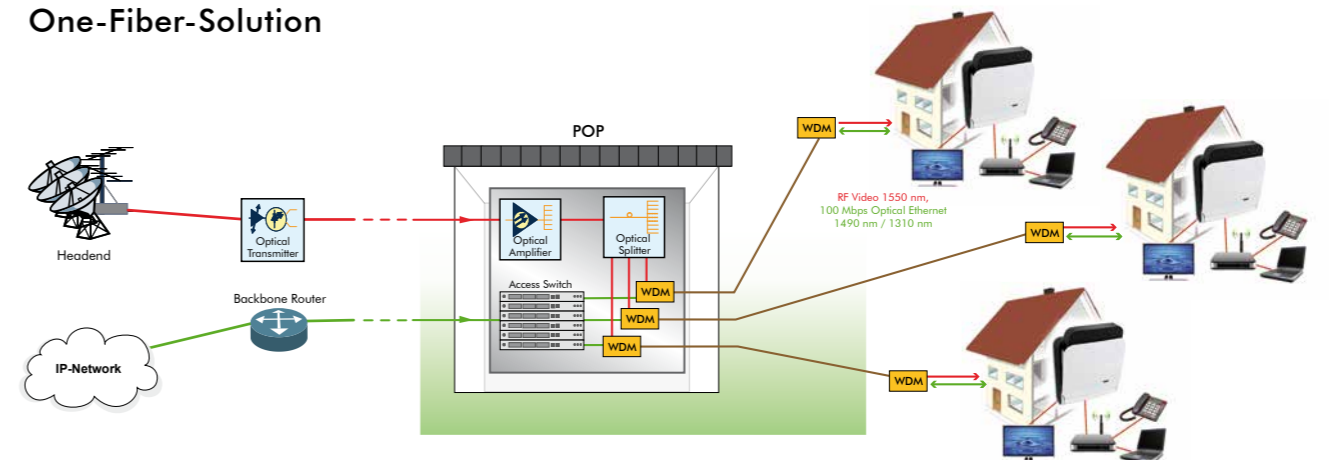 One-Fiber-Solution
Headend
Optical
Transmitter
Backbone Router
IP-Network
POP
Optical
Amplifier
Optical
Splitter
Access Switch
WDM
WDM
WDM
WDM
RF Video 1550 nm,
100 Mbps Optical Ethernet
1490 nm / 1310 nm
WDM
WDM